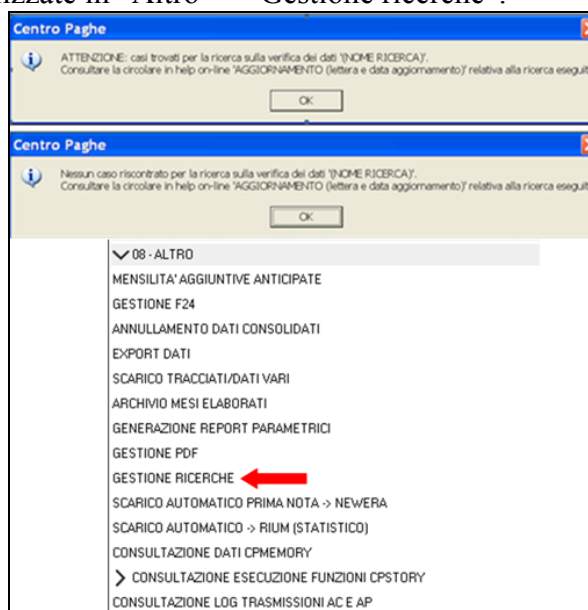 izzate in "Altro" – "Gestione ricerche".
Centro Paghe
ATTENZIONE: casi trovati per la ricerca sulla verifica dei dati '(NOME RICERCA)'.
Consultare la circolare in help on-line 'AGGIORNAMENTO (lettera e data aggiornamento)' relativa alla ricerca eseguit
OK
Centro Paghe
Nessun caso riscontrato per la ricerca sulla verifica dei dati '(NOME RICERCA)'.
Consultare la circolare in help on-line 'AGGIORNAMENTO (lettera e data aggiornamento)' relativa alla ricerca eseguit
OK
08 - ALTRO
MENSILITA' AGGIUNTIVE ANTICIPATE
GESTIONE F24
ANNULLAMENTO DATI CONSOLIDATI
EXPORT DATI
SCARICO TRACCIATI/DATI VARI
ARCHIVIO MESI ELABORATI
GENERAZIONE REPORT PARAMETRICI
GESTIONE PDF
GESTIONE RICERCHE
SCARICO AUTOMATICO PRIMA NOTA -> NEWERA
SCARICO AUTOMATICO -> RIUM (STATISTICO)
CONSULTAZIONE DATI CPMEMORY
CONSULTAZIONE ESECUZIONE FUNZIONI CPSTORY
CONSULTAZIONE LOG TRASMISSIONI AC E AP